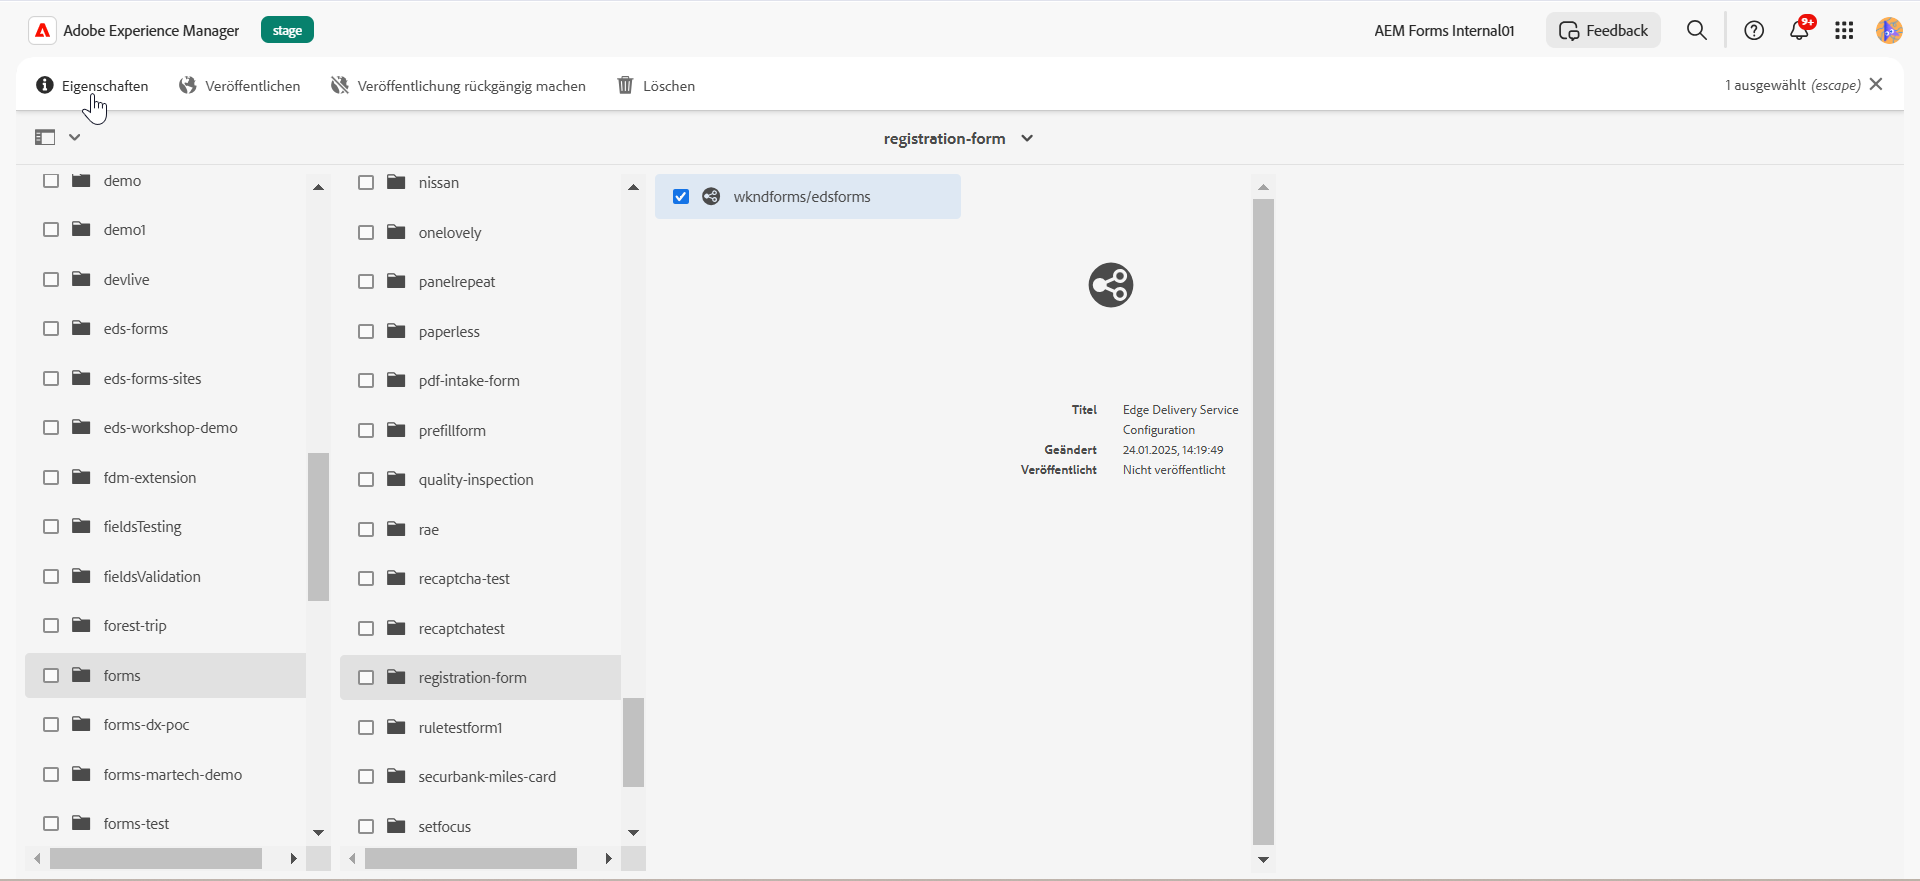 Adobe Experience Manager
stage
AEM Forms Internal01
Feedback
9+
Eigenschaften
Veröffentlichen
Veröffentlichung rückgängig machen
Löschen
1 ausgewählt (escape)
registration-form
demo
demo1
devlive
eds-forms
eds-forms-sites
eds-workshop-demo
fdm-extension
fieldsTesting
fieldsValidation
forest-trip
forms
forms-dx-poc
forms-martech-demo
forms-test
nissan
onelovely
panelrepeat
paperless
pdf-intake-form
prefillform
quality-inspection
rae
recaptcha-test
recaptchatest
registration-form
ruletestform1
securbank-miles-card
setfocus
wkndforms/edsforms
Titel Edge Delivery Service
Configuration
Geändert 24.01.2025, 14:19:49
Veröffentlicht Nicht veröffentlicht